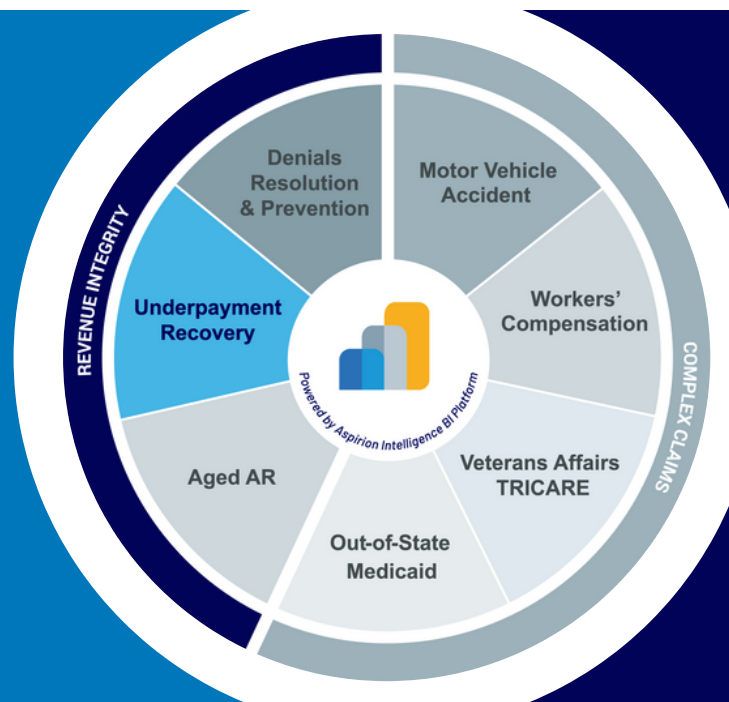 REVENUE INTEGRITY
Denials
Resolution
& Prevention
Underpayment
Recovery
Aged AR
COMPLEX CLAIMS
Motor Vehicle
Accident
Workers'
Compensation
Veterans Affairs
TRICARE
Out-of-State
Medicaid
Powered by Aspirion Intelligence BI Platform